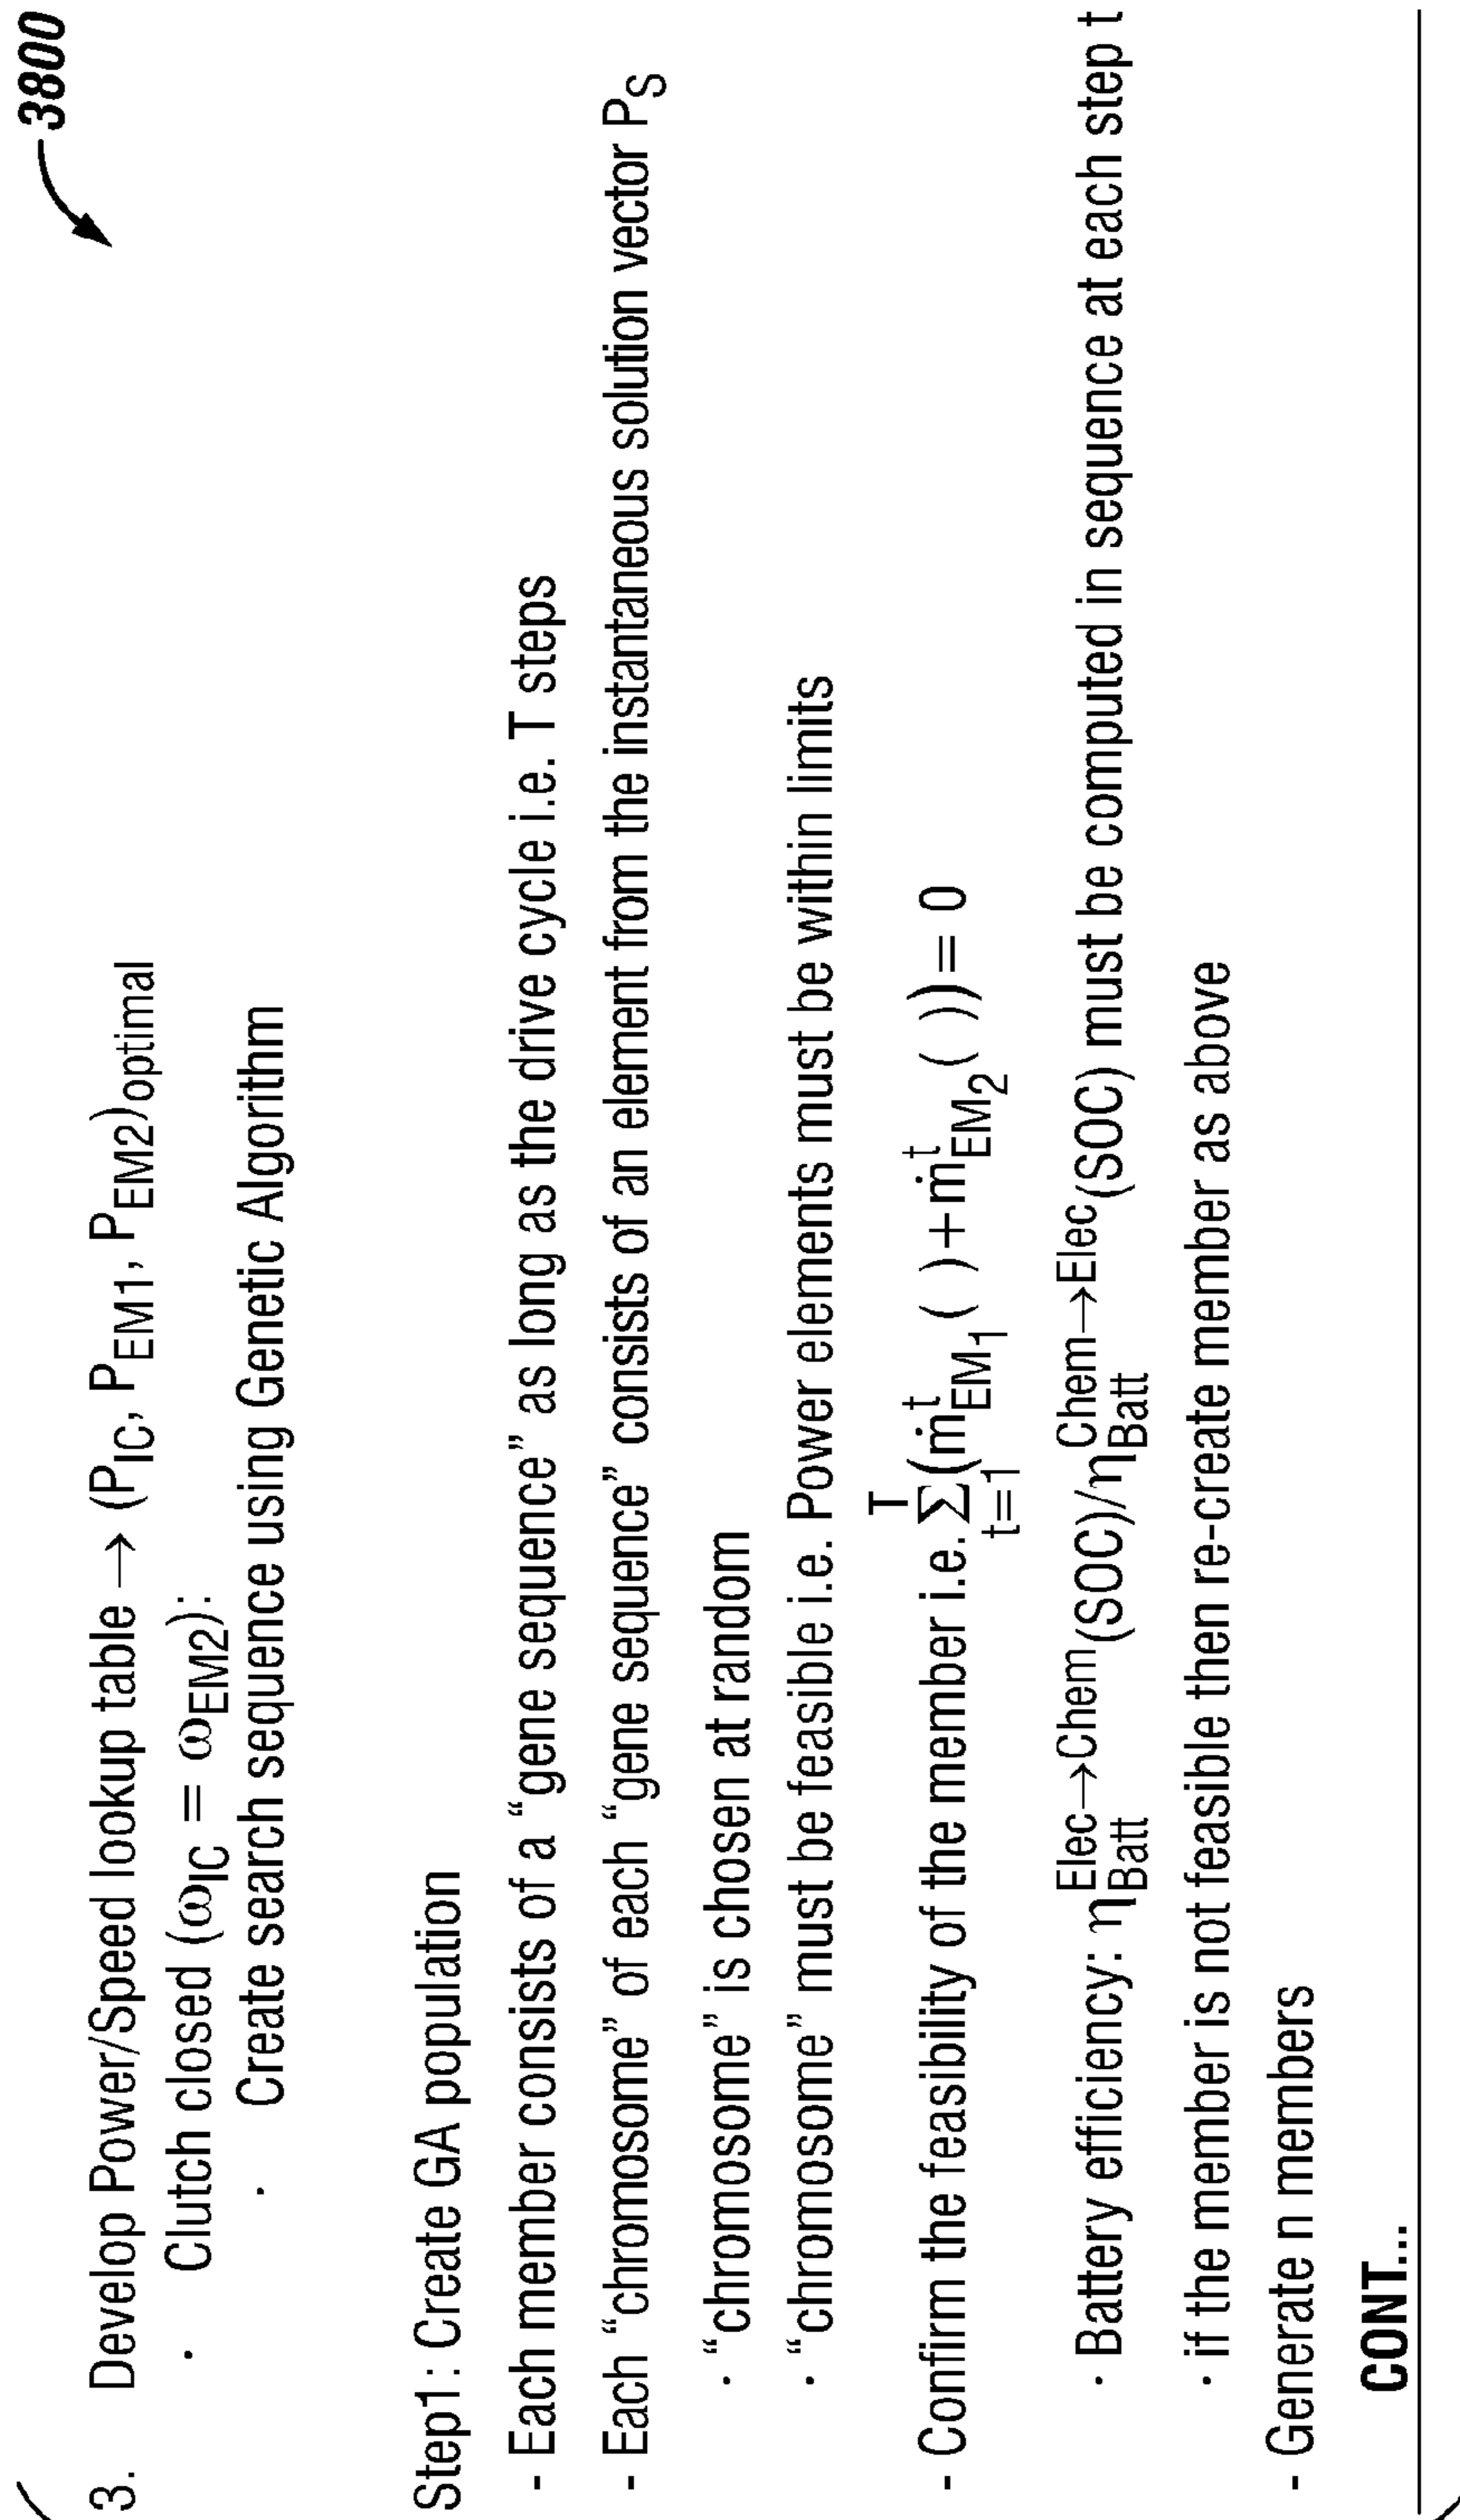 3800
3. Develop Power/Speed lookup table → (P_IC, P_EM1, P_EM2)_optimal
· Clutch closed (ω_IC = ω_EM2):
· Create search sequence using Genetic Algorithm
Step1: Create GA population
- Each member consists of a “gene sequence” as long as the drive cycle i.e. T steps
- Each “chromosome” of each “gene sequence” consists of an element from the instantaneous solution vector P_S
· “chromosome” is chosen at random
· “chromosome” must be feasible i.e. Power elements must be within limits
- Confirm the feasibility of the member i.e. ∑_{t=1}^{T} (ṁ^t_{EM_1} ( ) + ṁ^t_{EM_2} ( )) = 0
· Battery efficiency: η_Batt^{Elec→Chem} (SOC)/η_Batt^{Chem→Elec} (SOC) must be computed in sequence at each step t
· if the member is not feasible then re-create member as above
- Generate n members
CONT...